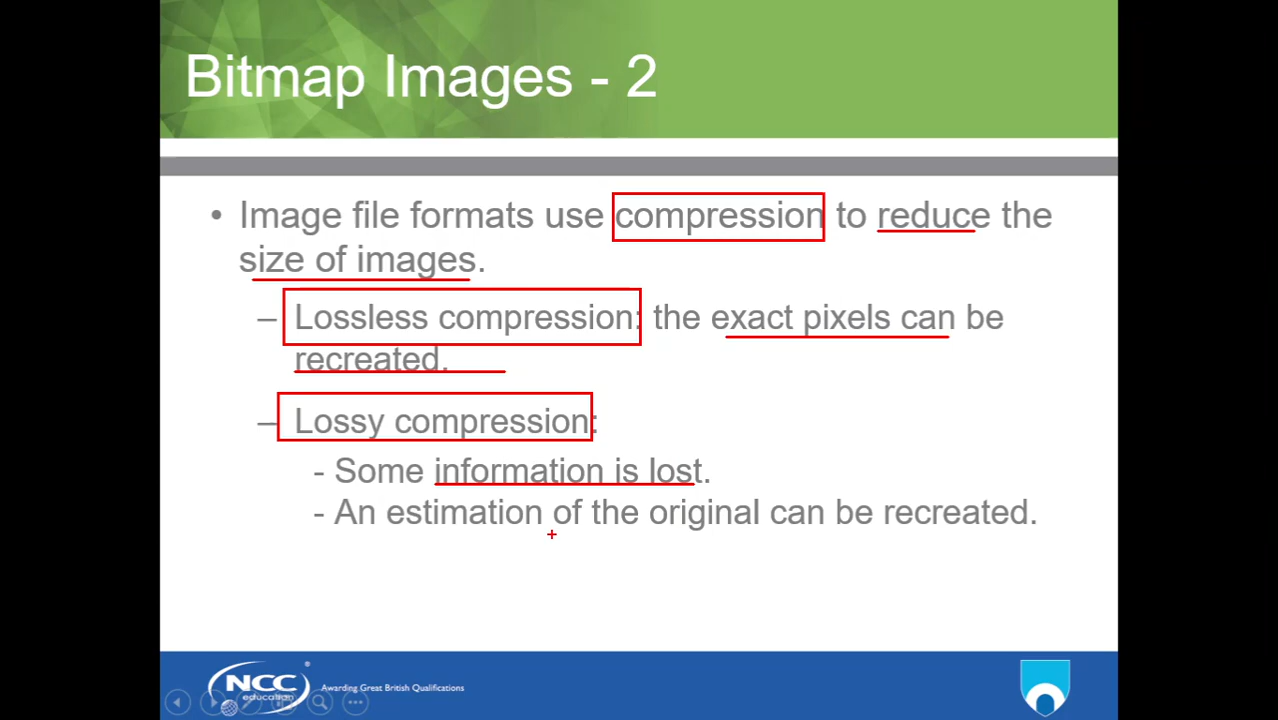 Bitmap Images - 2
• Image file formats use compression to reduce the
size of images.
– Lossless compression: the exact pixels can be
recreated.
– Lossy compression:
- Some information is lost.
- An estimation of the original can be recreated.
NCC
education
®
Awarding Great British Qualifications